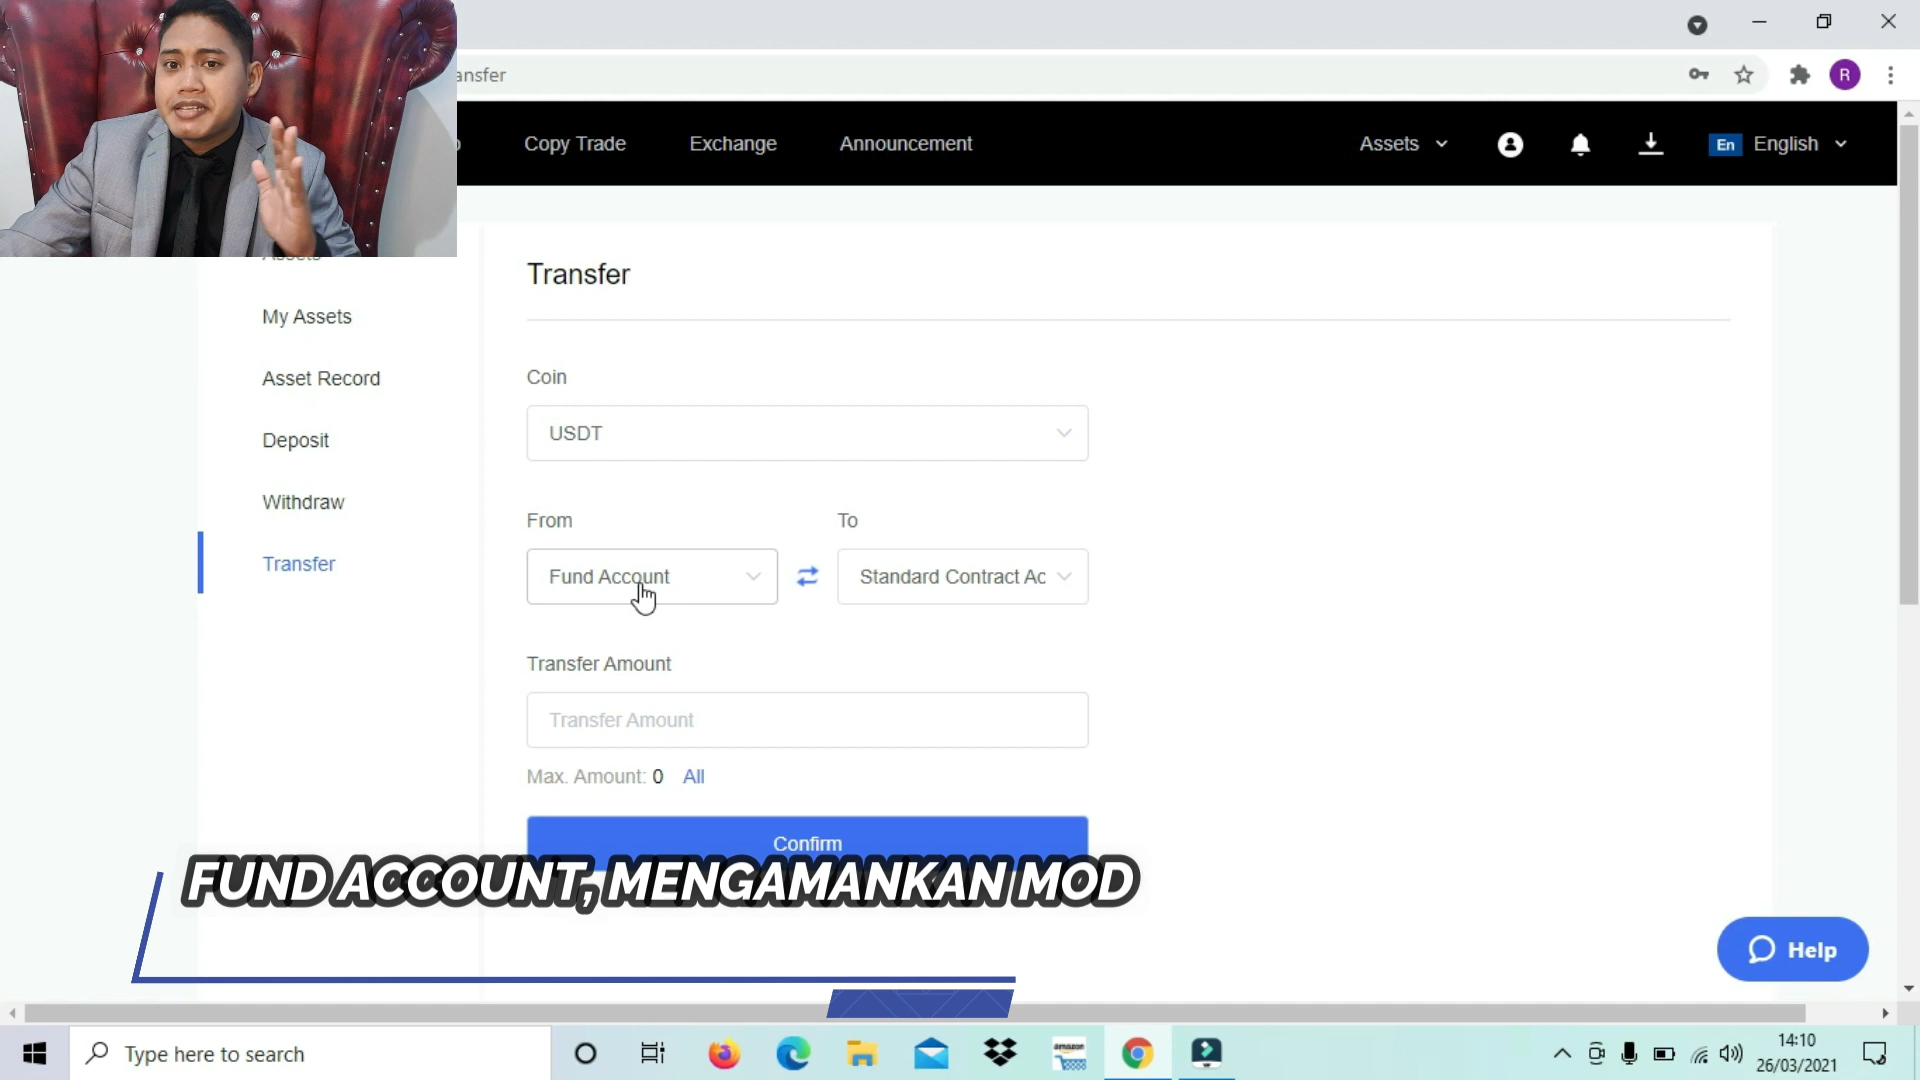 ansfer
R
Copy Trade
Exchange
Announcement
Assets
En
English
Transfer
My Assets
Asset Record
Deposit
Withdraw
Transfer
Coin
USDT
From
To
Fund Account
Standard Contract Ac
Transfer Amount
Transfer Amount
Max. Amount: 0 All
Confirm
FUND ACCOUNT, MENGAMANKAN MOD
Help
Type here to search
amazon
14:10
26/03/2021